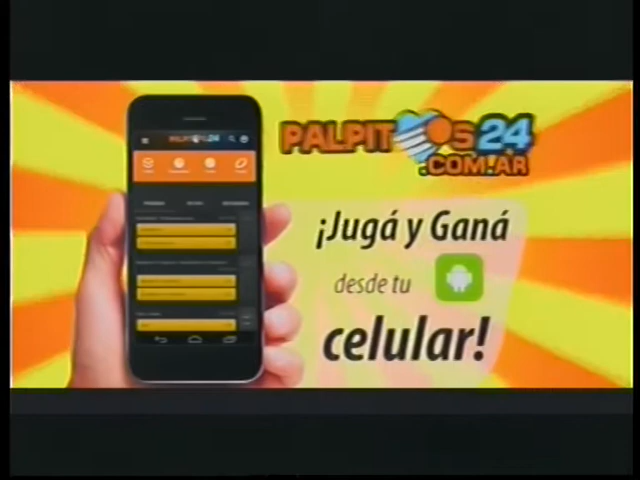 PALPITOS24
.COM.AR
¡Jugá y Ganá
desde tu
celular!